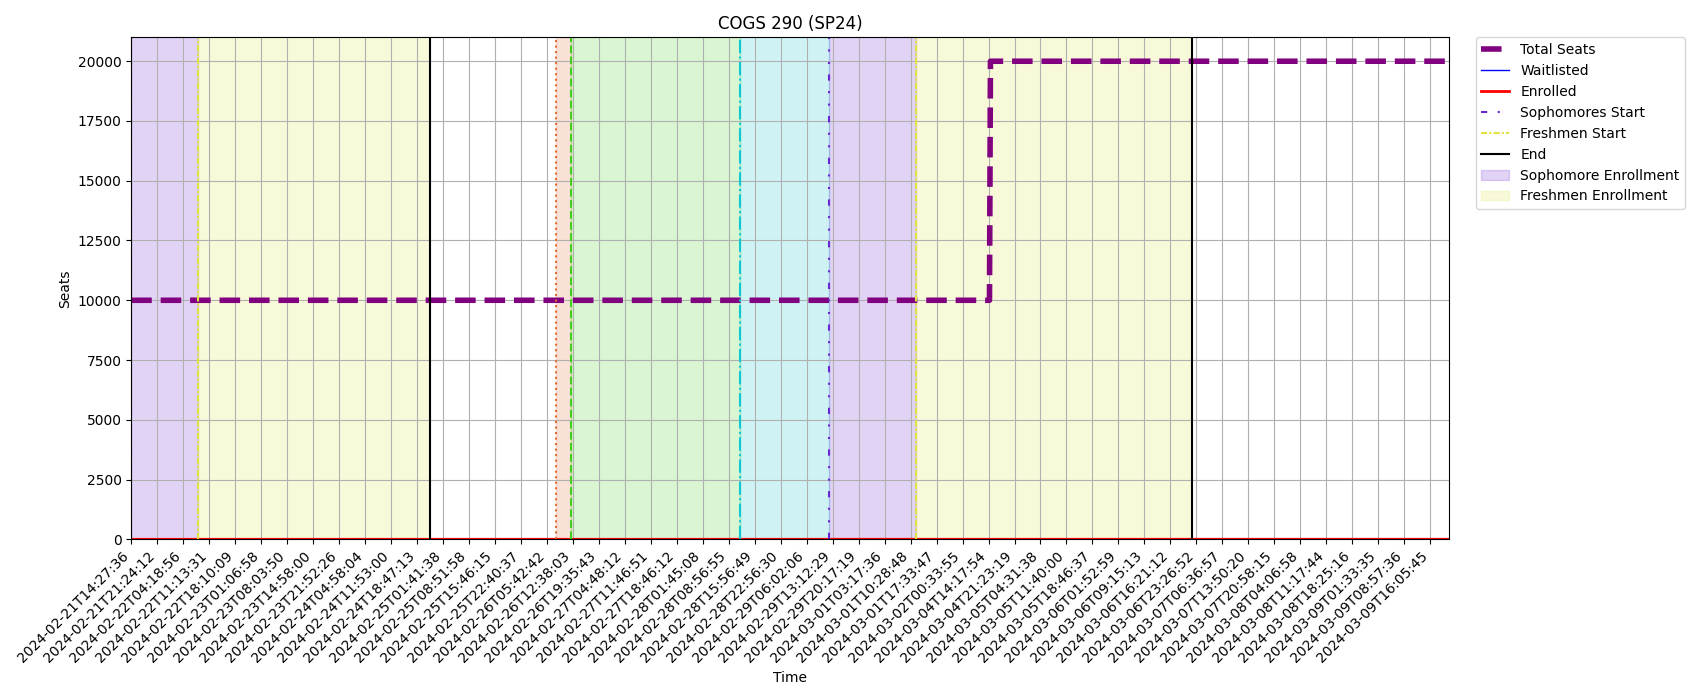 COGS 290 (SP24)
Seats
20000
17500
15000
12500
10000
7500
5000
2500
0
Total Seats
Waitlisted
Enrolled
Sophomores Start
Freshmen Start
End
Sophomore Enrollment
Freshmen Enrollment
2024-02-21T14:27:36
2024-02-21T21:24:12
2024-02-22T04:18:56
2024-02-22T11:13:31
2024-02-22T18:10:09
2024-02-23T01:06:58
2024-02-23T08:03:50
2024-02-23T14:58:00
2024-02-23T21:52:26
2024-02-24T04:58:04
2024-02-24T11:53:00
2024-02-24T18:47:13
2024-02-25T01:41:38
2024-02-25T08:51:58
2024-02-25T15:46:15
2024-02-25T22:40:37
2024-02-26T05:42:42
2024-02-26T12:38:03
2024-02-26T19:35:43
2024-02-27T04:48:12
2024-02-27T11:46:51
2024-02-27T18:46:12
2024-02-28T01:45:08
2024-02-28T08:56:55
2024-02-28T15:56:49
2024-02-28T22:56:30
2024-02-29T06:02:06
2024-02-29T13:12:29
2024-02-29T20:17:19
2024-03-01T03:17:36
2024-03-01T10:28:48
2024-03-01T17:33:47
2024-03-02T00:33:55
2024-03-04T14:17:54
2024-03-04T21:23:19
2024-03-05T04:31:38
2024-03-05T11:40:00
2024-03-05T18:46:37
2024-03-06T01:52:59
2024-03-06T09:15:13
2024-03-06T16:21:12
2024-03-06T23:26:52
2024-03-07T06:36:57
2024-03-07T13:50:20
2024-03-07T20:58:15
2024-03-08T04:06:58
2024-03-08T11:17:44
2024-03-08T18:25:16
2024-03-09T01:33:35
2024-03-09T08:57:36
2024-03-09T16:05:45
Time